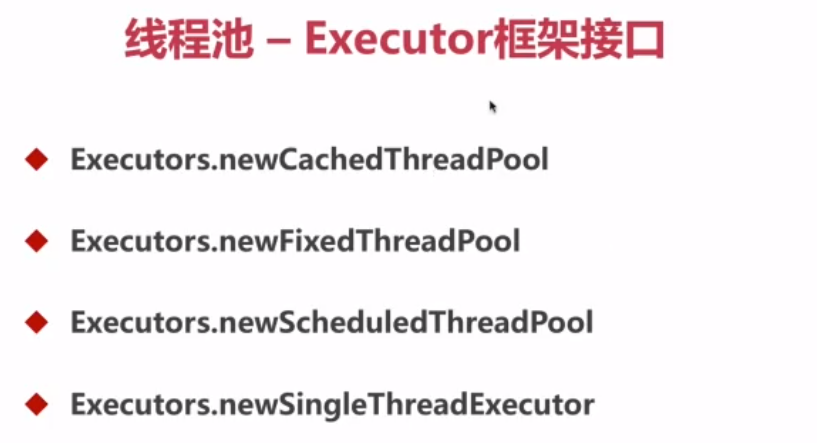 线程池 – Executor框架接口
Executors.newCachedThreadPool
Executors.newFixedThreadPool
Executors.newScheduledThreadPool
Executors.newSingleThreadExecutor